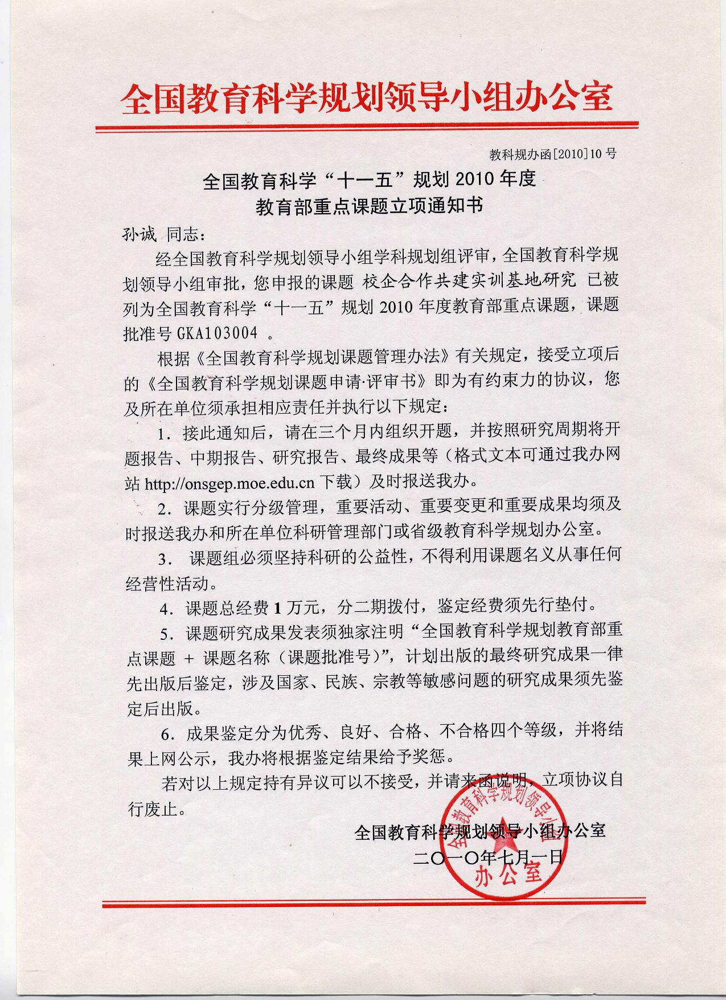 全国教育科学规划领导小组办公室
教科规办函[2010]10 号
全国教育科学“十一五”规划 2010 年度
教育部重点课题立项通知书
孙诚 同志：
经全国教育科学规划领导小组学科规划组评审，全国教育科学规
划领导小组审批，您申报的课题 校企合作共建实训基地研究 已被
列为全国教育科学“十一五”规划 2010 年度教育部重点课题，课题
批准号 GKA103004 。
根据《全国教育科学规划课题管理办法》有关规定，接受立项后
的《全国教育科学规划课题申请·评审书》即为有约束力的协议，您
及所在单位须承担相应责任并执行以下规定：
1．接此通知后，请在三个月内组织开题，并按照研究周期将开
题报告、中期报告、研究报告、最终成果等（格式文本可通过我办网
站 http://onsgep.moe.edu.cn 下载）及时报送我办。
2．课题实行分级管理，重要活动、重要变更和重要成果均须及
时报送我办和所在单位科研管理部门或省级教育科学规划办公室。
3． 课题组必须坚持科研的公益性，不得利用课题名义从事任何
经营性活动。
4．课题总经费 1 万元，分二期拨付，鉴定经费须先行垫付。
5．课题研究成果发表须独家注明“全国教育科学规划教育部重
点课题 + 课题名称（课题批准号）”，计划出版的最终研究成果一律
先出版后鉴定，涉及国家、民族、宗教等敏感问题的研究成果须先鉴
定后出版。
6．成果鉴定分为优秀、良好、合格、不合格四个等级，并将结
果上网公示，我办将根据鉴定结果给予奖惩。
若对以上规定持有异议可以不接受，并请来函说明，立项协议自
行废止。
全国教育科学规划领导小组办公室
二〇一〇年七月一日
全国教育科学规划领导小组
办公室